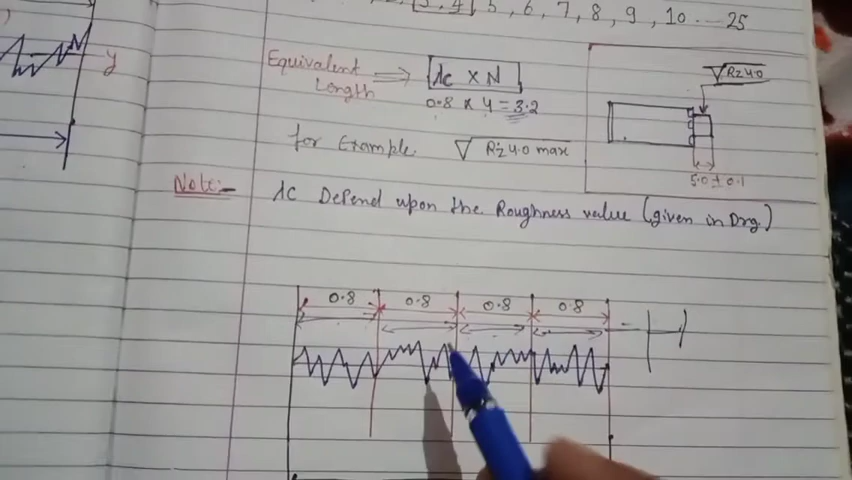 5, 4 5, 6, 7, 8, 9, 10 ... 25
y
Equivalent Length ⇒ λc × N
0.8 × 4 = 3.2
for Example √ Rz 4.0 max
√Rz 4.0
5.0 ± 0.1
Note:- λc Depend upon the Roughness value (given in Drg.)
0.8 0.8 0.8 0.8